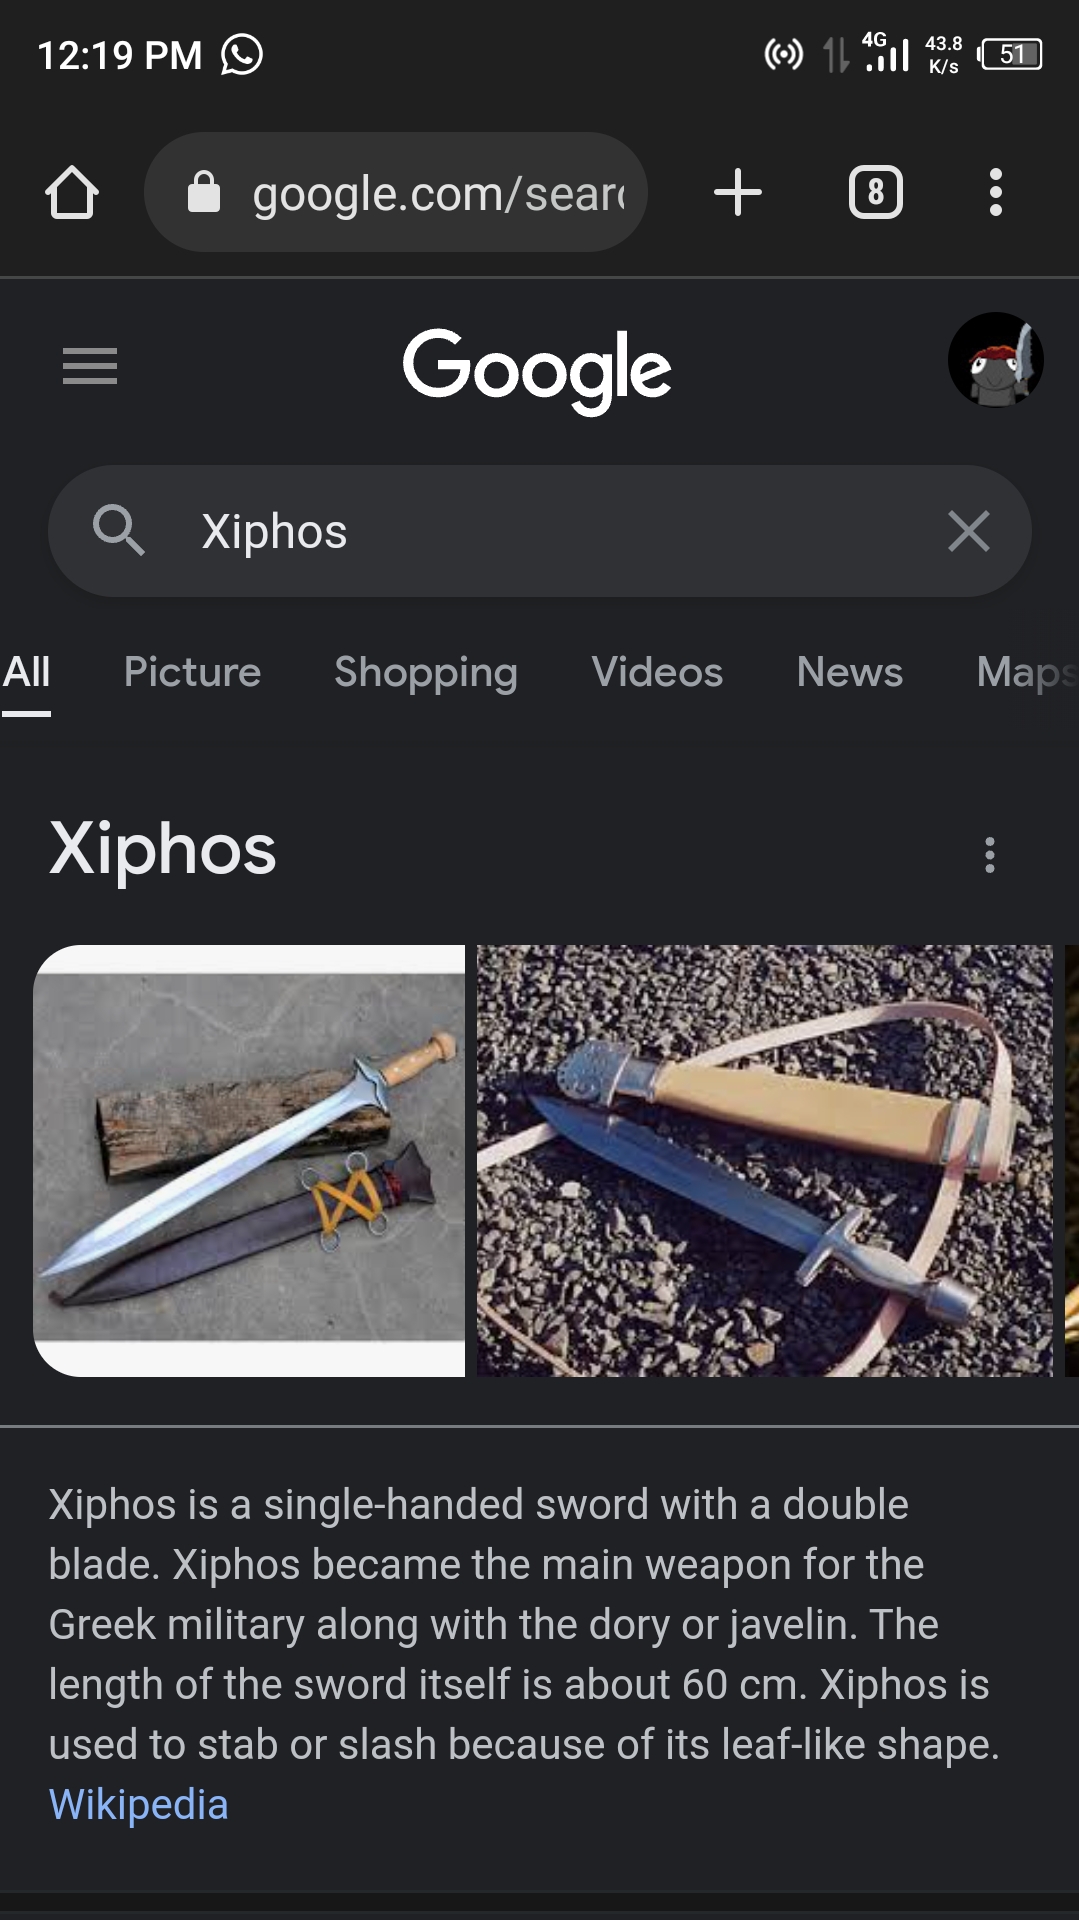 12:19 PM
4G 43.8 K/s 51
google.com/sear
8
Google
Xiphos
All Picture Shopping Videos News Maps
Xiphos
Xiphos is a single-handed sword with a double
blade. Xiphos became the main weapon for the
Greek military along with the dory or javelin. The
length of the sword itself is about 60 cm. Xiphos is
used to stab or slash because of its leaf-like shape.
Wikipedia